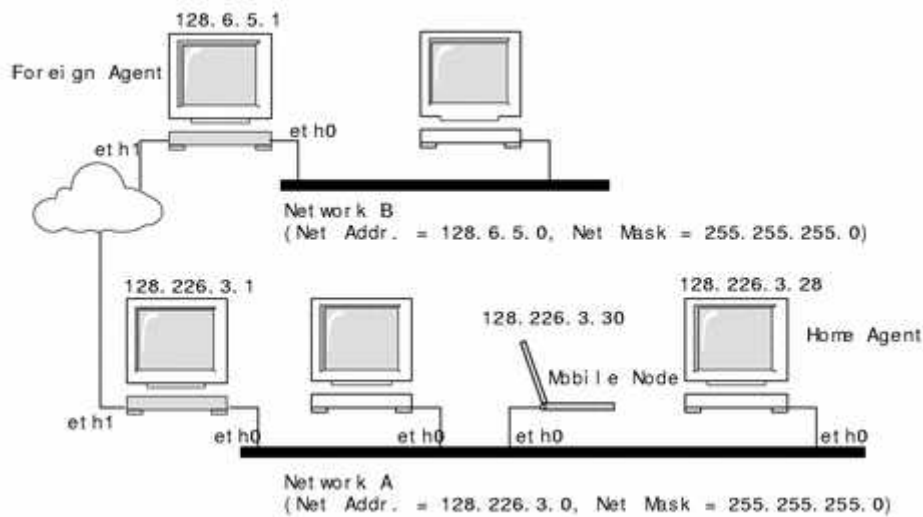 128.6.5.1
Foreign Agent
eth0
eth1
Network B
(Net Addr. = 128.6.5.0, Net Mask = 255.255.255.0)
128.226.3.1
128.226.3.28
128.226.3.30
Home Agent
Mobile Node
eth1
eth0
eth0
eth0
eth0
Network A
(Net Addr. = 128.226.3.0, Net Mask = 255.255.255.0)